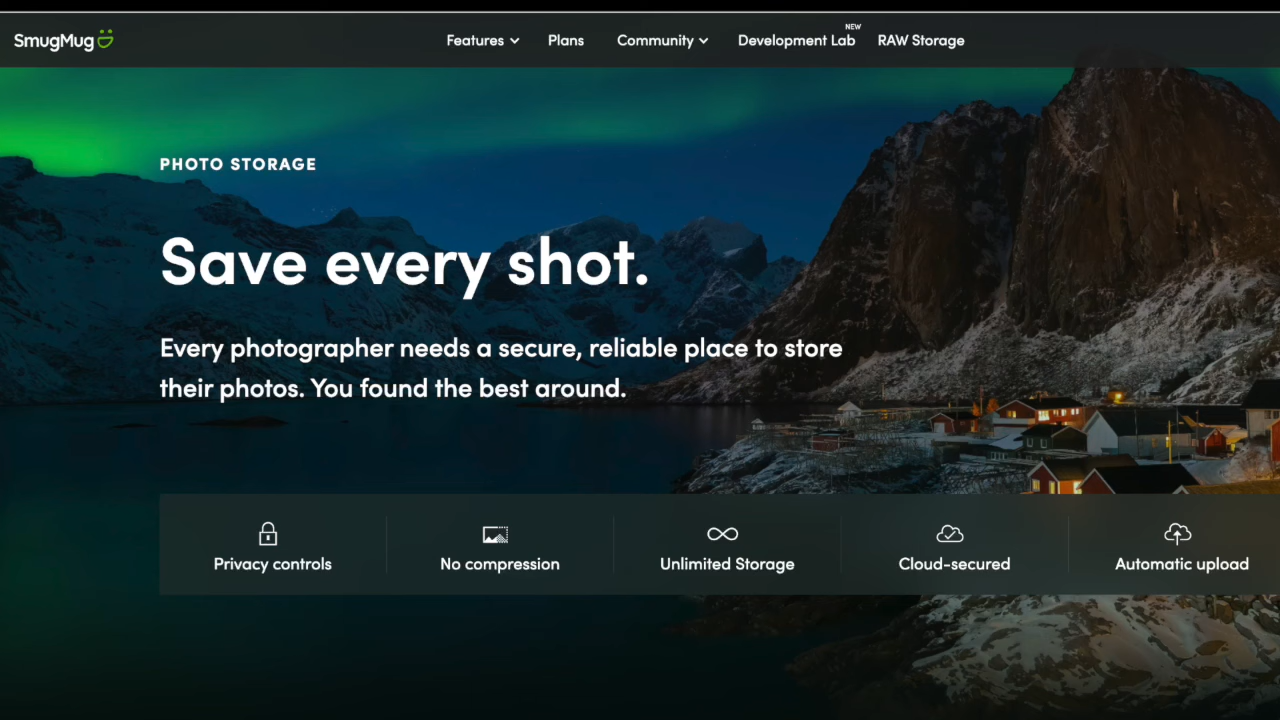 SmugMug
Features
Plans
Community
Development Lab
NEW
RAW Storage
PHOTO STORAGE
Save every shot.
Every photographer needs a secure, reliable place to store
their photos. You found the best around.
Privacy controls
No compression
Unlimited Storage
Cloud-secured
Automatic upload